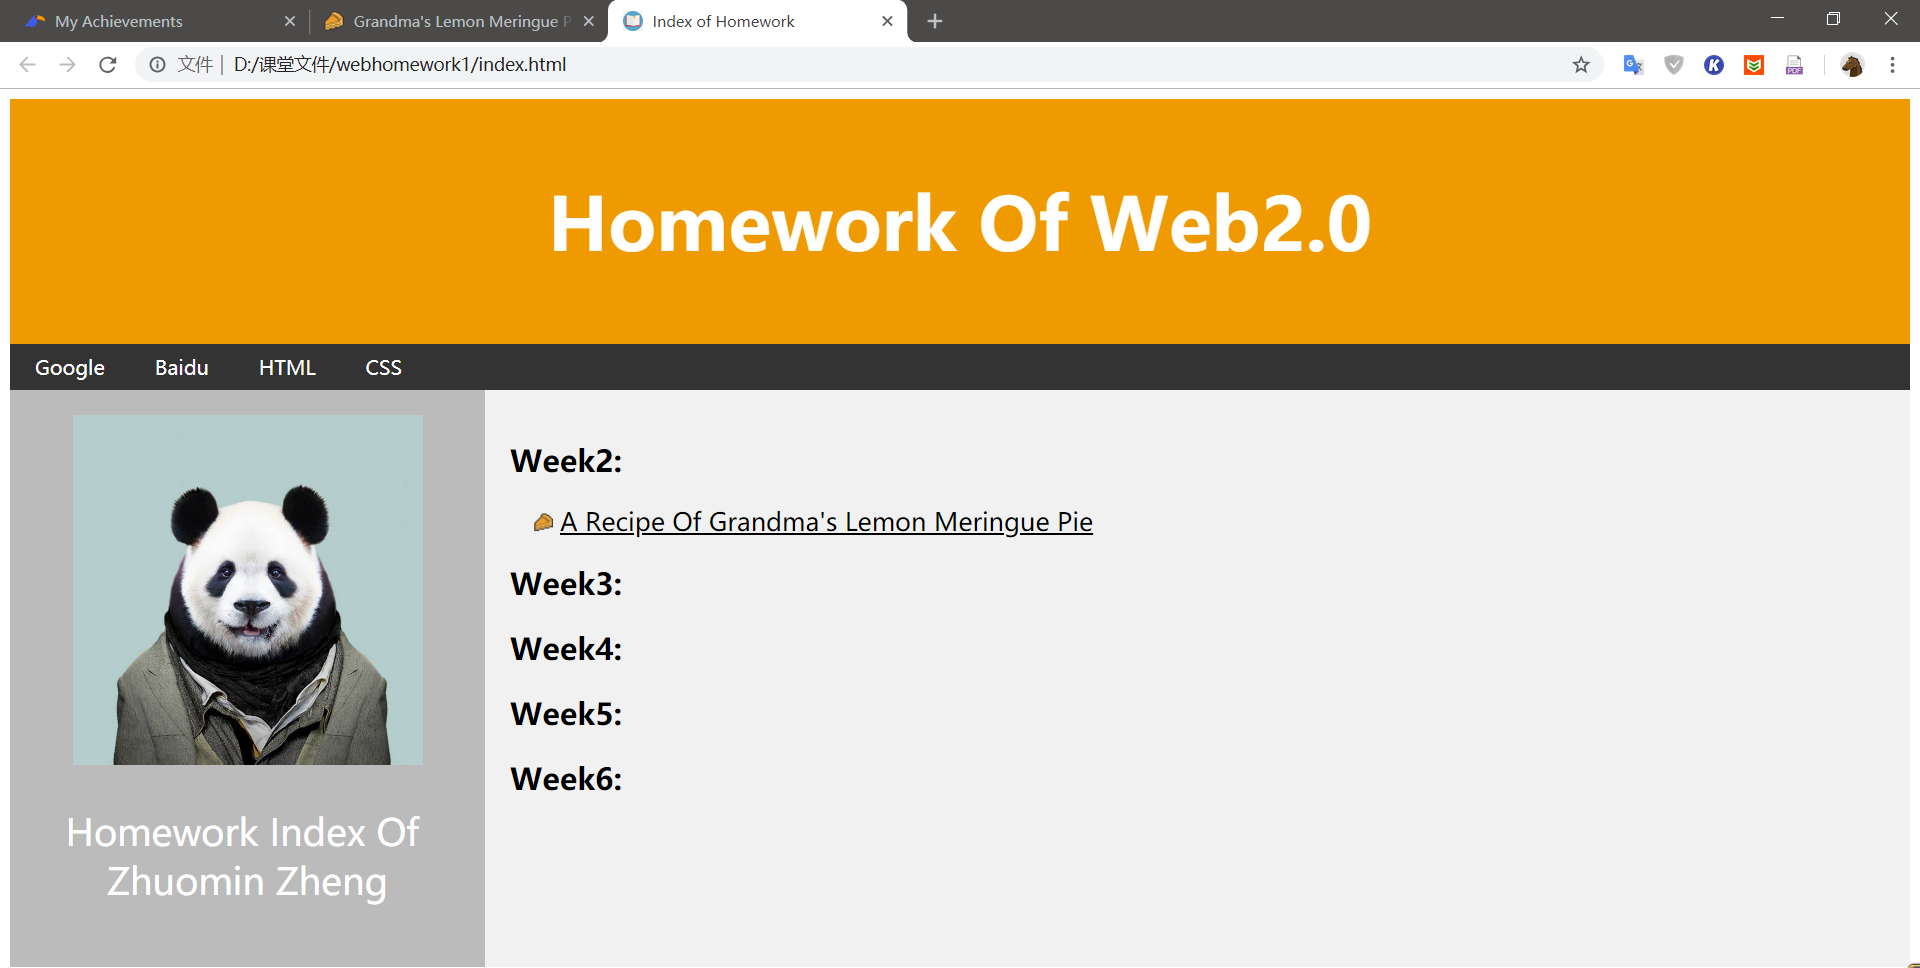 My Achievements
Grandma's Lemon Meringue P
Index of Homework
文件 | D:/课堂文件/webhomework1/index.html
Homework Of Web2.0
Google Baidu HTML CSS
Week2:
A Recipe Of Grandma's Lemon Meringue Pie
Week3:
Week4:
Week5:
Week6:
Homework Index Of
Zhuomin Zheng